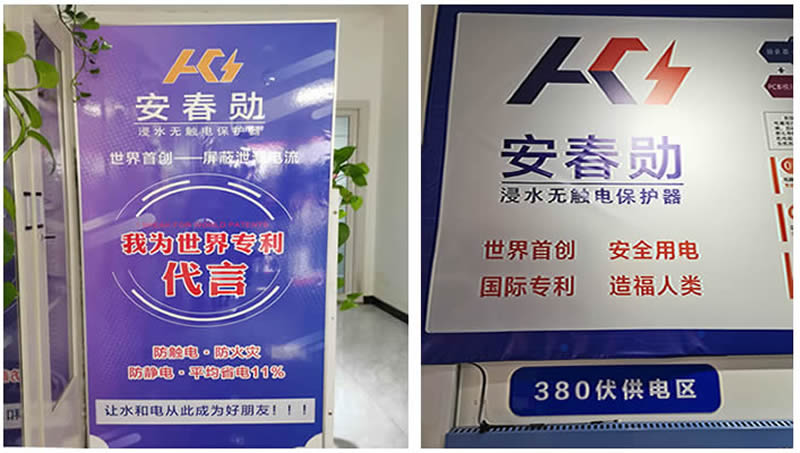 安春勋
浸水无触电保护器
世界首创——屏蔽泄漏电流
我为世界专利
代言
防触电·防火灾
防静电·平均省电11%
让水和电从此成为好朋友！！！
安春勋
浸水无触电保护器
世界首创 安全用电
国际专利 造福人类
380伏供电区